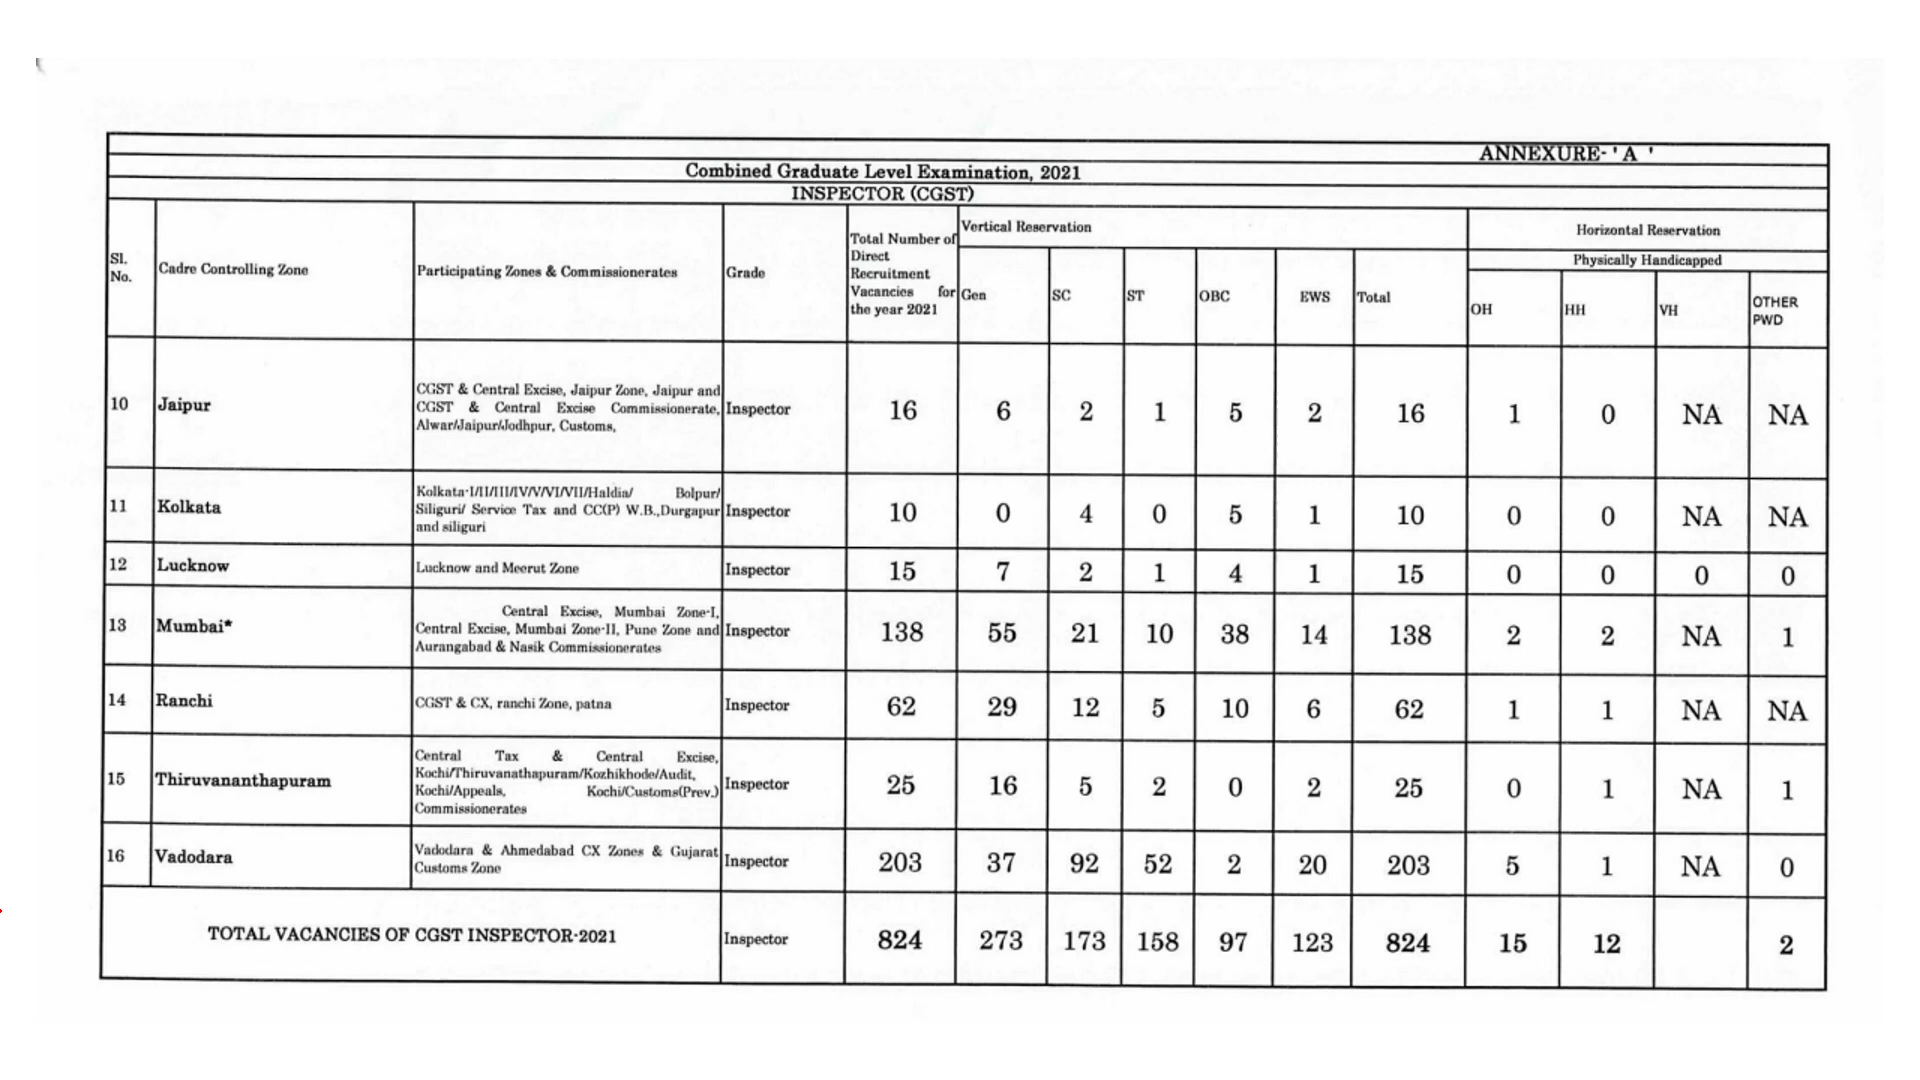 ANNEXURE- ' A '
Combined Graduate Level Examination, 2021
INSPECTOR (CGST)
Sl. No. Cadre Controlling Zone Participating Zones & Commissionerates Grade Total Number of Direct Recruitment Vacancies for the year 2021 Vertical Reservation Horizontal Reservation
Physically Handicapped
Gen SC ST OBC EWS Total OH HH VH OTHER PWD
10 Jaipur CGST & Central Excise, Jaipur Zone, Jaipur and CGST & Central Excise Commissionerate, Alwar/Jaipur/Jodhpur, Customs, Inspector 16 6 2 1 5 2 16 1 0 NA NA
11 Kolkata Kolkata-I/II/III/IV/V/VI/VII/Haldia/ Bolpur/ Siliguri/ Service Tax and CC(P) W.B.,Durgapur and siliguri Inspector 10 0 4 0 5 1 10 0 0 NA NA
12 Lucknow Lucknow and Meerut Zone Inspector 15 7 2 1 4 1 15 0 0 0 0
13 Mumbai* Central Excise, Mumbai Zone-I, Central Excise, Mumbai Zone-II, Pune Zone and Aurangabad & Nasik Commissionerates Inspector 138 55 21 10 38 14 138 2 2 NA 1
14 Ranchi CGST & CX, ranchi Zone, patna Inspector 62 29 12 5 10 6 62 1 1 NA NA
15 Thiruvananthapuram Central Tax & Central Excise, Kochi/Thiruvanathapuram/Kozhikhode/Audit, Kochi/Appeals, Kochi/Customs(Prev.) Commissionerates Inspector 25 16 5 2 0 2 25 0 1 NA 1
16 Vadodara Vadodara & Ahmedabad CX Zones & Gujarat Customs Zone Inspector 203 37 92 52 2 20 203 5 1 NA 0
TOTAL VACANCIES OF CGST INSPECTOR-2021 Inspector 824 273 173 158 97 123 824 15 12 2